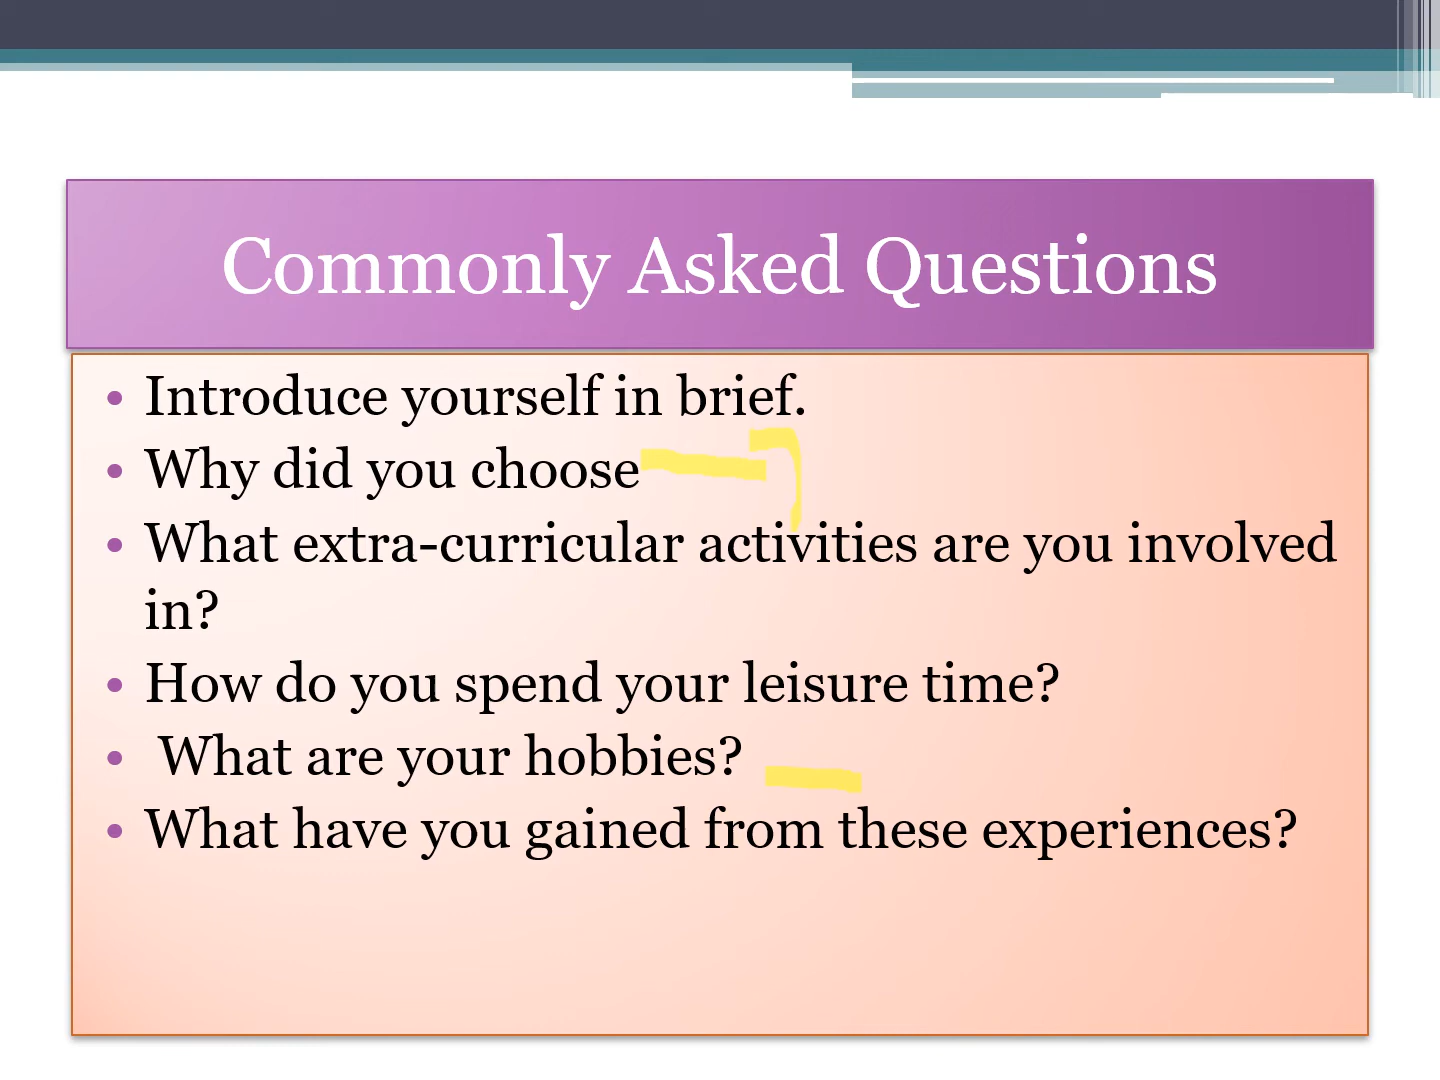 Commonly Asked Questions
• Introduce yourself in brief.
• Why did you choose
• What extra-curricular activities are you involved
in?
• How do you spend your leisure time?
• What are your hobbies?
• What have you gained from these experiences?